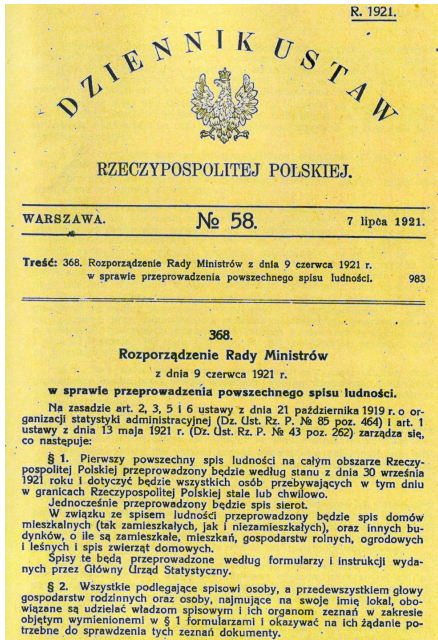 R. 1921.
DZIENNIK USTAW
RZECZYPOSPOLITEJ POLSKIEJ.
WARSZAWA. № 58. 7 lipca 1921.
Treść: 368. Rozporządzenie Rady Ministrów z dnia 9 czerwca 1921 r.
w sprawie przeprowadzenia powszechnego spisu ludności. 983
368.
Rozporządzenie Rady Ministrów
z dnia 9 czerwca 1921 r.
w sprawie przeprowadzenia powszechnego spisu ludności.
Na zasadzie art. 2, 3, 5 i 6 ustawy z dnia 21 października 1919 r. o or-
ganizacji statystyki administracyjnej (Dz. Ust. Rz. P. № 85 poz. 464) i art. 1
ustawy z dnia 13 maja 1921 r. (Dz. Ust. Rz. P. № 43 poz. 262) zarządza się,
co następuje:
§ 1. Pierwszy powszechny spis ludności na całym obszarze Rzeczy-
pospolitej Polskiej przeprowadzony będzie według stanu z dnia 30 września
1921 roku i dotyczyć będzie wszystkich osób przebywających w tym dniu
w granicach Rzeczypospolitej Polskiej stale lub chwilowo.
Jednocześnie przeprowadzony będzie spis sierot.
W związku ze spisem ludności przeprowadzony będzie spis domów
mieszkalnych (tak zamieszkałych, jak i niezamieszkałych), oraz innych bu-
dynków, o ile są zamieszkałe, mieszkań, gospodarstw rolnych, ogrodowych
i leśnych i spis zwierząt domowych.
Spisy te będą przeprowadzone według formularzy i instrukcji wyda-
nych przez Główny Urząd Statystyczny.
§ 2. Wszystkie podlegające spisowi osoby, a przedewszystkiem głowy
gospodarstw rodzinnych oraz osoby, najmujące na swoje imię lokal, obo-
wiązane są udzielać władzom spisowym i ich organom zeznań w zakresie
objętym wymienionemi w § 1 formularzami i okazywać na ich żądanie po-
trzebne do sprawdzenia tych zeznań dokumenty.